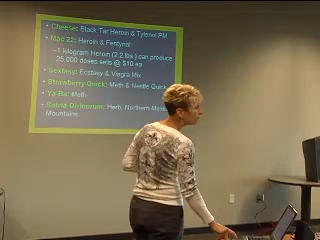 • Cheese: Black Tar Heroin & Tylenol PM
• Mac 22: Heroin & Fentynal:
~1 kilogram Heroin (2.2 lbs) can produce
25,000 doses sells @ $10 ea
• Sextasy: Ecstasy & Viagra Mix
• Strawberry Quick: Meth & Nestle Quick
• Ya Ba: Meth
• Salvia Divinorum: Herb, Northern Mexico
Mountains